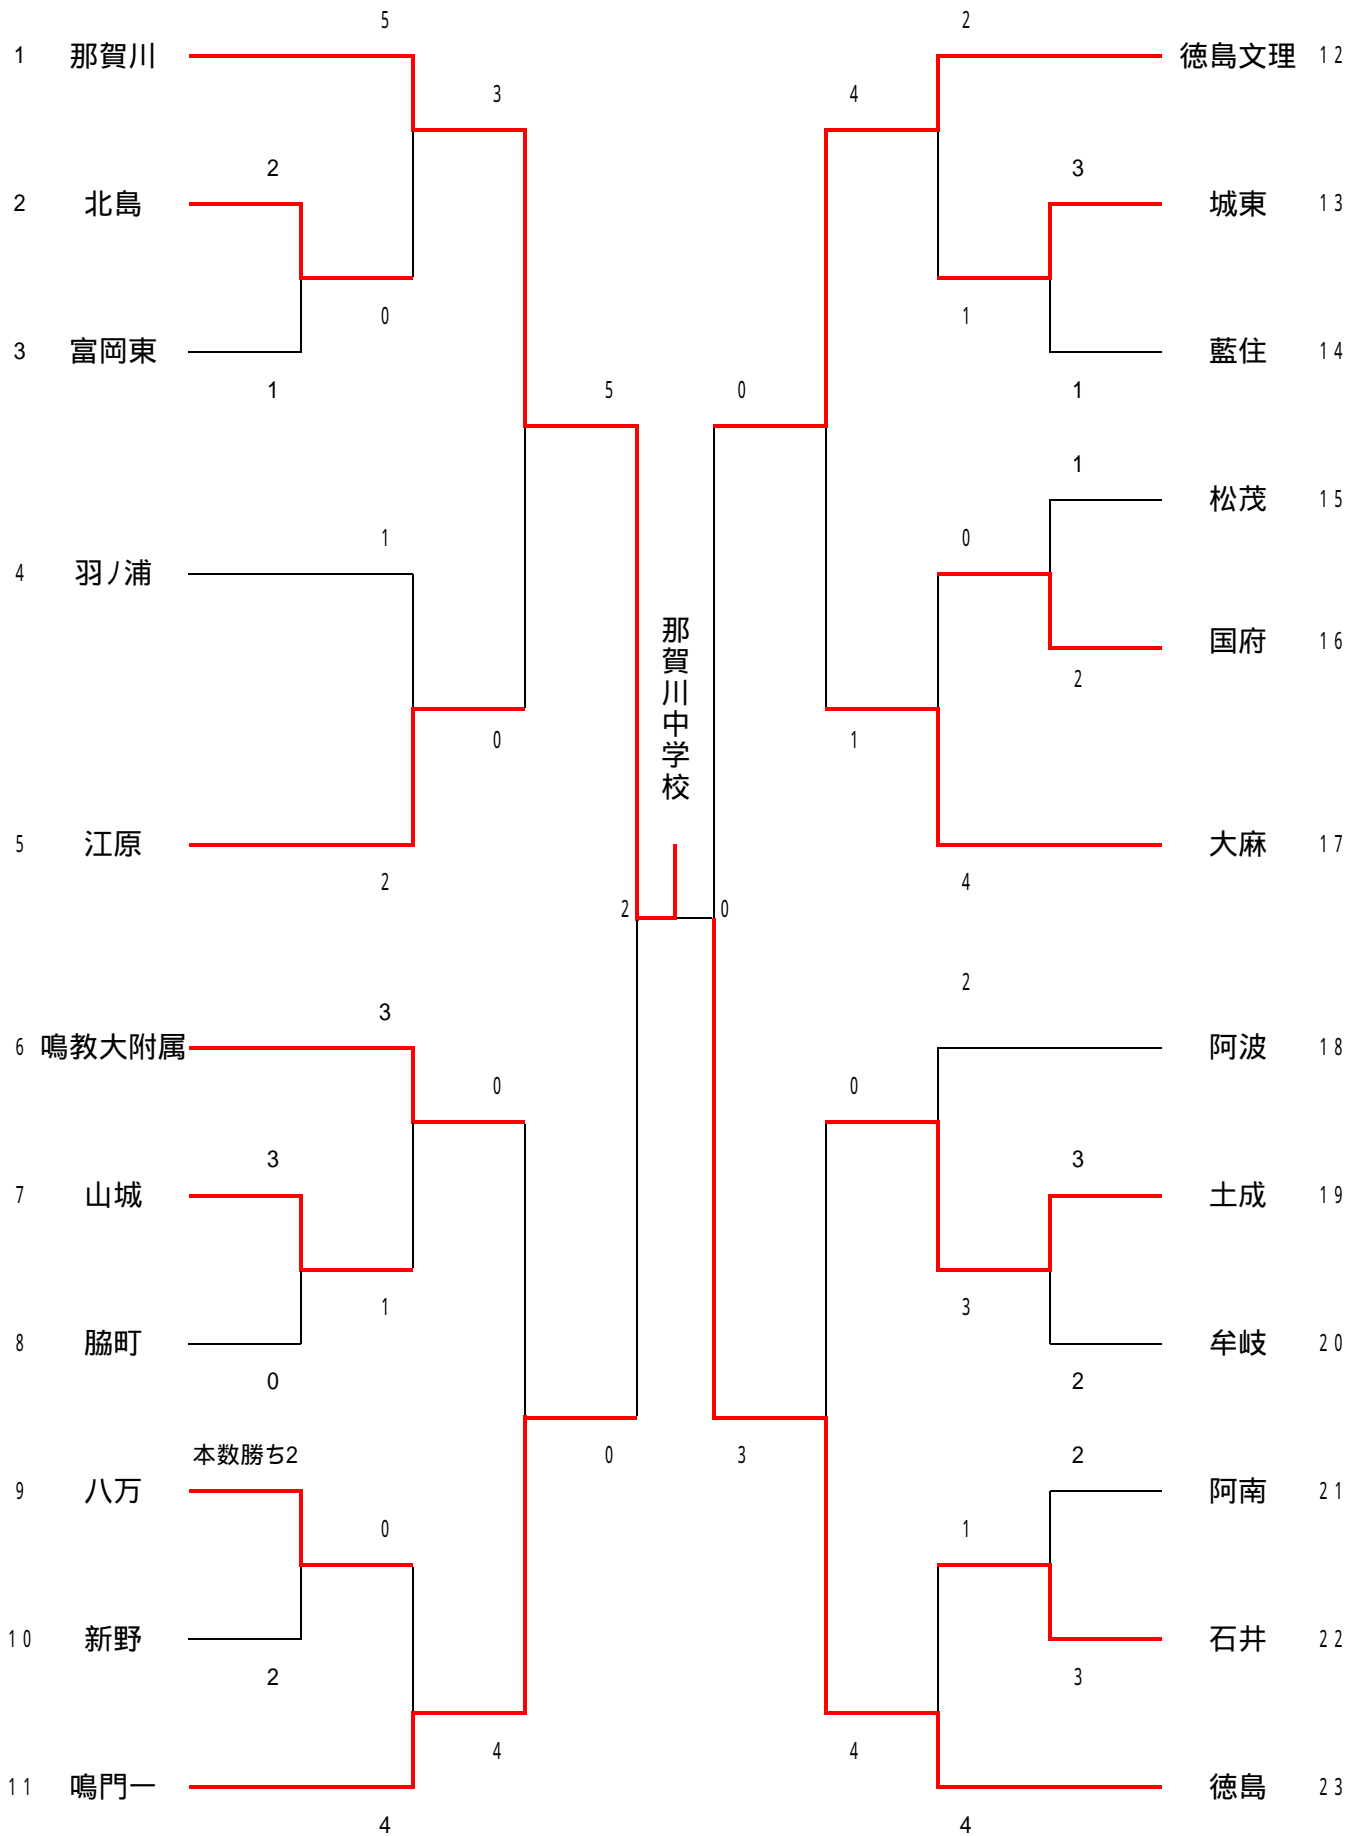 5
2
1 那賀川
徳島文理 12
3
4
2
3
2 北島
城東 13
0
1
3 富岡東
藍住 14
1
5
0
1
1
松茂 15
1
0
4 羽ノ浦
那賀川中学校
国府 16
2
0
1
5 江原
大麻 17
2
4
2
0
2
3
6 鳴教大附属
阿波 18
0
0
3
3
7 山城
土成 19
1
3
8 脇町
牟岐 20
0
2
本数勝ち2
0
3
2
9 八万
阿南 21
0
1
10 新野
石井 22
2
3
4
4
11 鳴門一
徳島 23
4
4